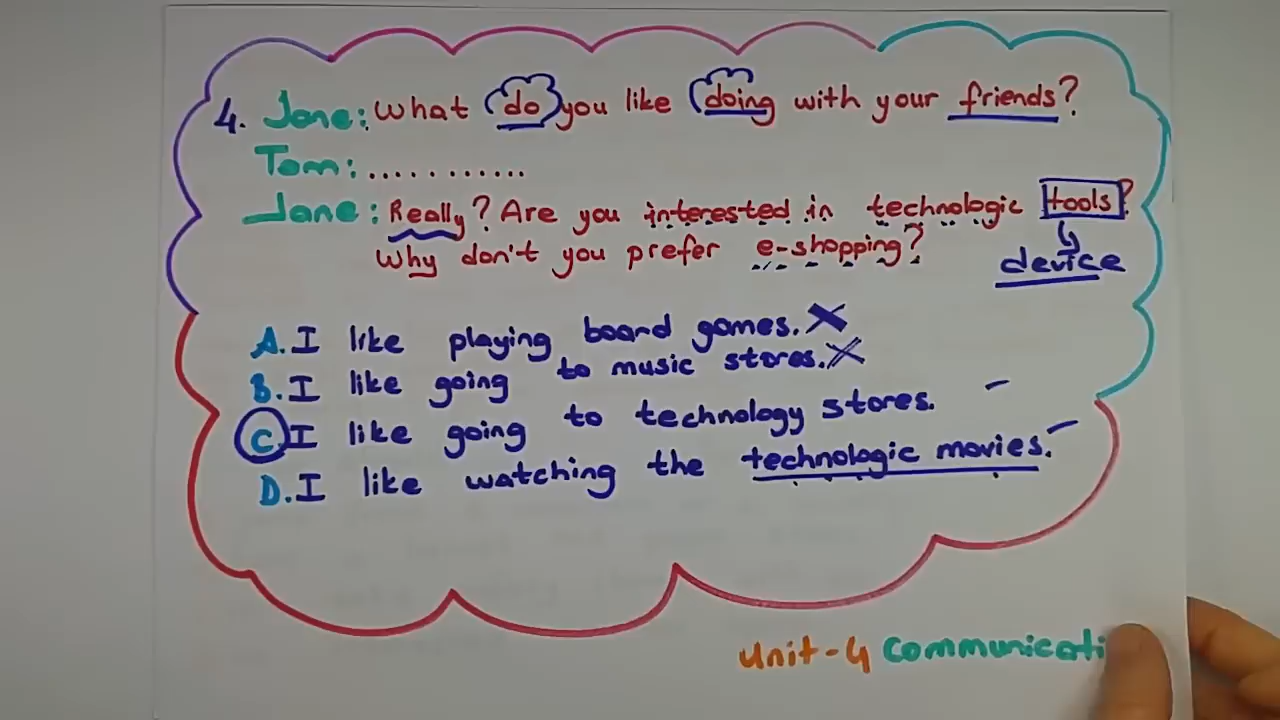 4. Jane: What do you like doing with your friends?
Tom: ...........
Jane: Really? Are you interested in technologic tools?
Why don't you prefer e-shopping?
device
A. I like playing board games.
B. I like going to music stores.
C. I like going to technology stores.
D. I like watching the technologic movies.
Unit-4 Communicati